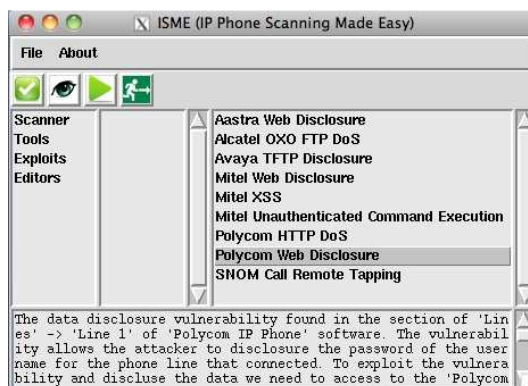 ISME (IP Phone Scanning Made Easy)
File About
Scanner
Tools
Exploits
Editors
Aastra Web Disclosure
Alcatel OXO FTP DoS
Avaya TFTP Disclosure
Mitel Web Disclosure
Mitel XSS
Mitel Unauthenticated Command Execution
Polycom HTTP DoS
Polycom Web Disclosure
SNOM Call Remote Tapping
The data disclosure vulnerability found in the section of 'Lin
es' -> 'Line 1' of 'Polycom IP Phone' software. The vulnerabil
ity allows the attacker to disclosure the password of the user
name for the phone line that connected. To exploit the vulnera
bility and discluse the data we need to access to the 'Polycom